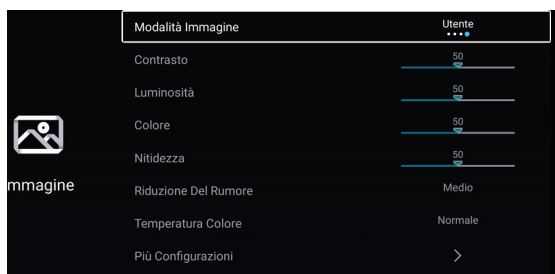 Modalità Immagine
Utente
Contrasto
50
Luminosità
50
Colore
50
Nitidezza
50
mmagine
Riduzione Del Rumore
Medio
Temperatura Colore
Normale
Più Configurazioni